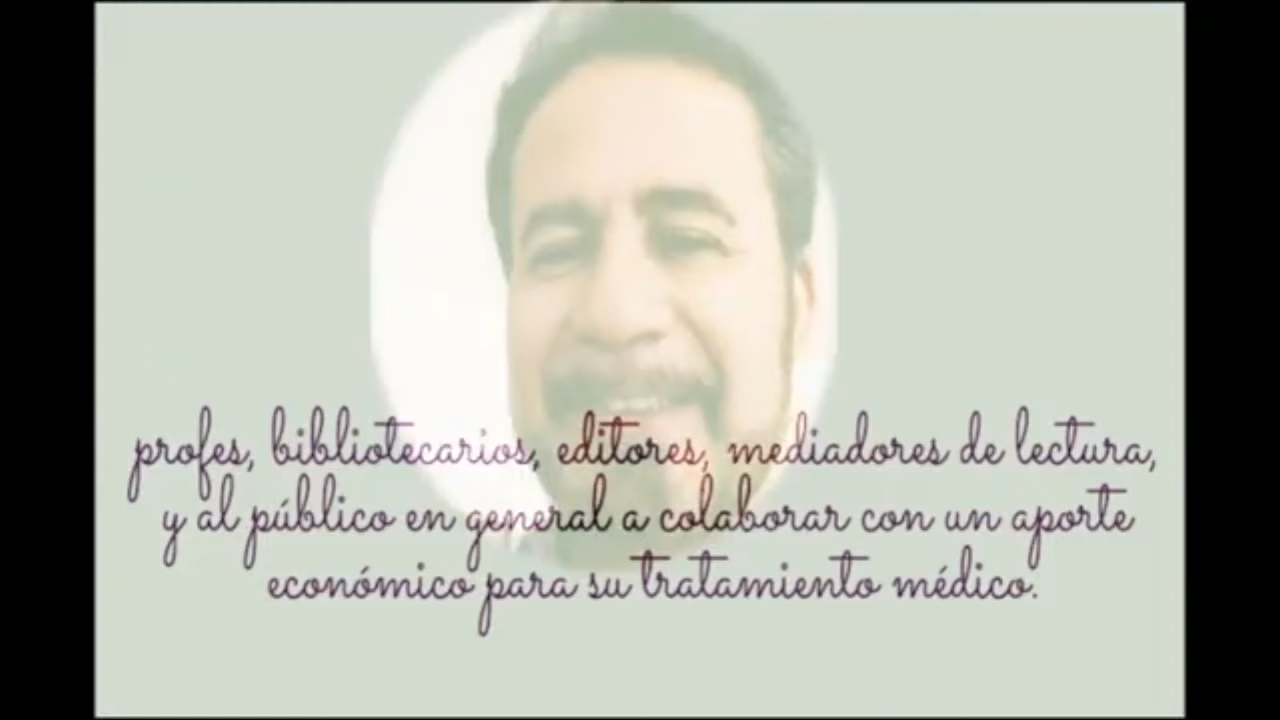 profes, bibliotecarios, editores, mediadores de lectura,
y al público en general a colaborar con un aporte
económico para su tratamiento médico.